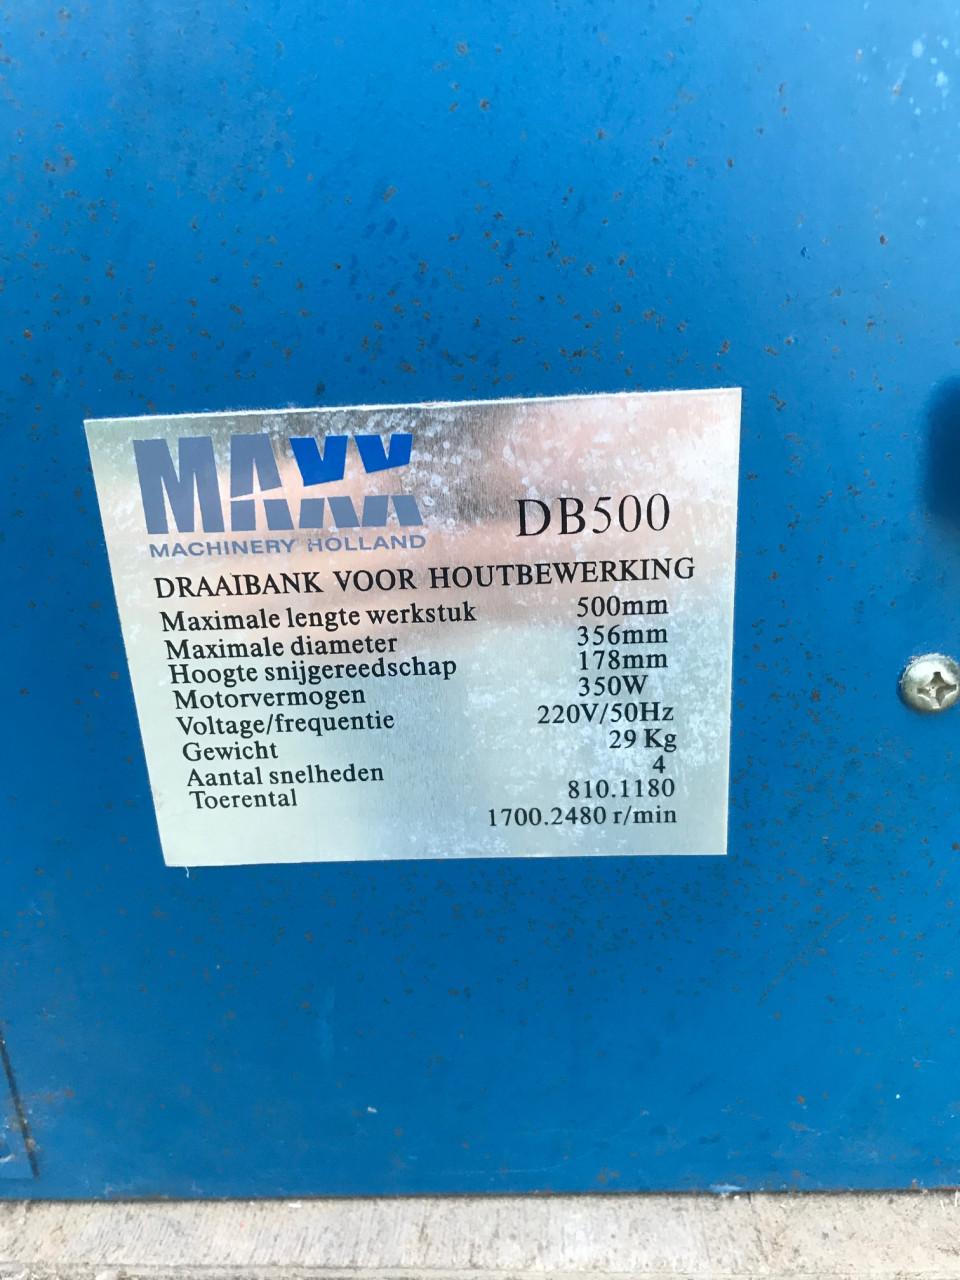 MAXX
MACHINERY HOLLAND
DB500
DRAAIBANK VOOR HOUTBEWERKING
Maximale lengte werkstuk 500mm
Maximale diameter 356mm
Hoogte snijgereedschap 178mm
Motorvermogen 350W
Voltage/frequentie 220V/50Hz
Gewicht 29 Kg
Aantal snelheden 4
Toerental 810.1180
1700.2480 r/min